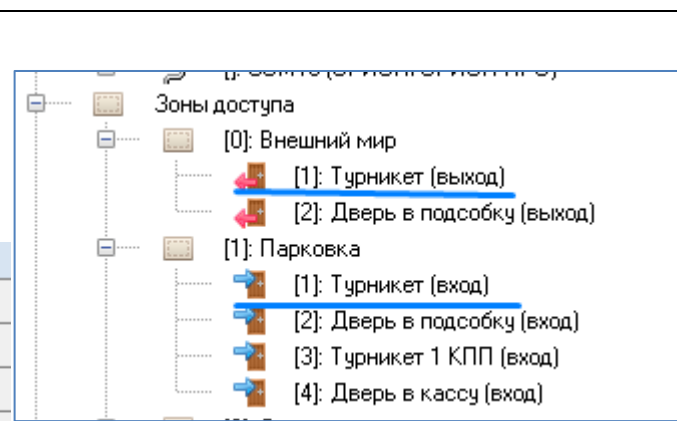 Зоны доступа
[0]: Внешний мир
[1]: Турникет (выход)
[2]: Дверь в подсобку (выход)
[1]: Парковка
[1]: Турникет (вход)
[2]: Дверь в подсобку (вход)
[3]: Турникет 1 КПП (вход)
[4]: Дверь в кассу (вход)